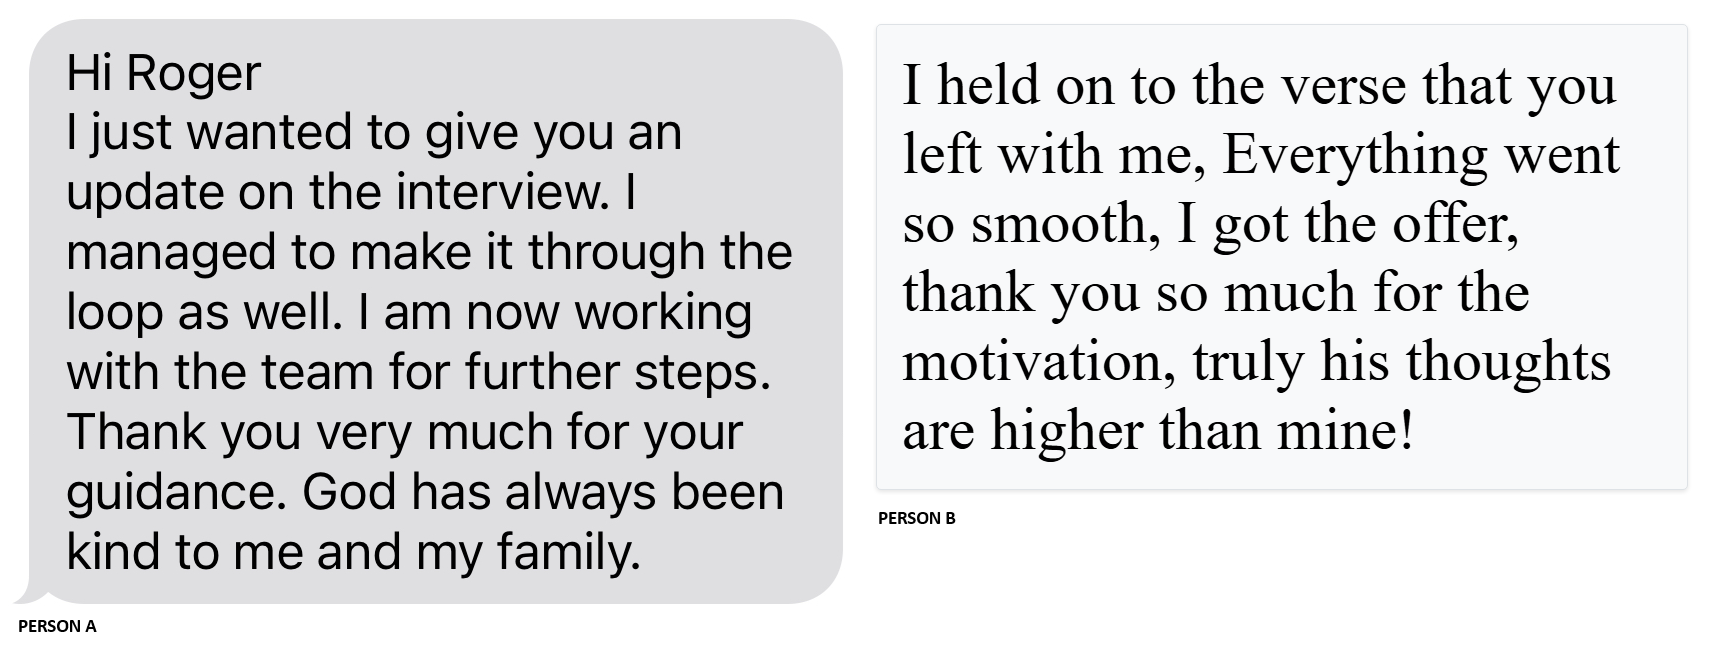 Hi Roger
I just wanted to give you an
update on the interview. I
managed to make it through the
loop as well. I am now working
with the team for further steps.
Thank you very much for your
guidance. God has always been
kind to me and my family.
PERSON A
I held on to the verse that you
left with me, Everything went
so smooth, I got the offer,
thank you so much for the
motivation, truly his thoughts
are higher than mine!
PERSON B